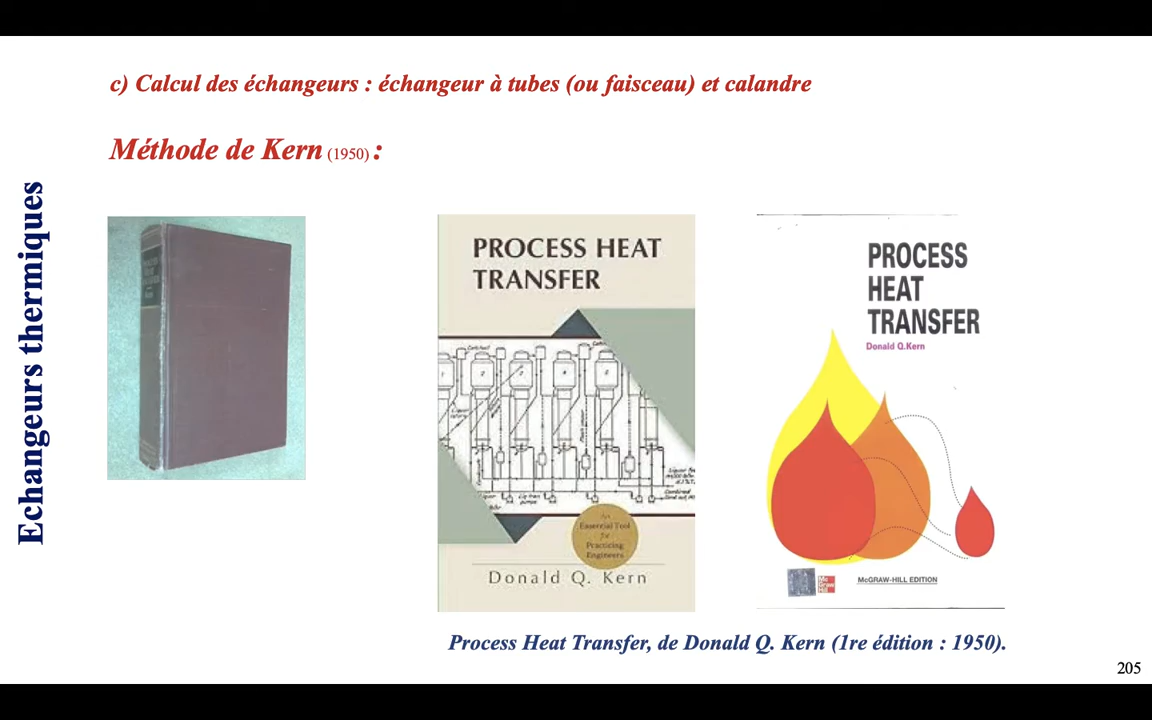 c) Calcul des échangeurs : échangeur à tubes (ou faisceau) et calandre
Méthode de Kern (1950) :
Echangeurs thermiques
PROCESS HEAT
TRANSFER
An
Essential Tool
for
Practicing
Engineers
Donald Q. Kern
PROCESS
HEAT
TRANSFER
Donald Q.Kern
McGRAW-HILL EDITION
Process Heat Transfer, de Donald Q. Kern (1re édition : 1950).
205